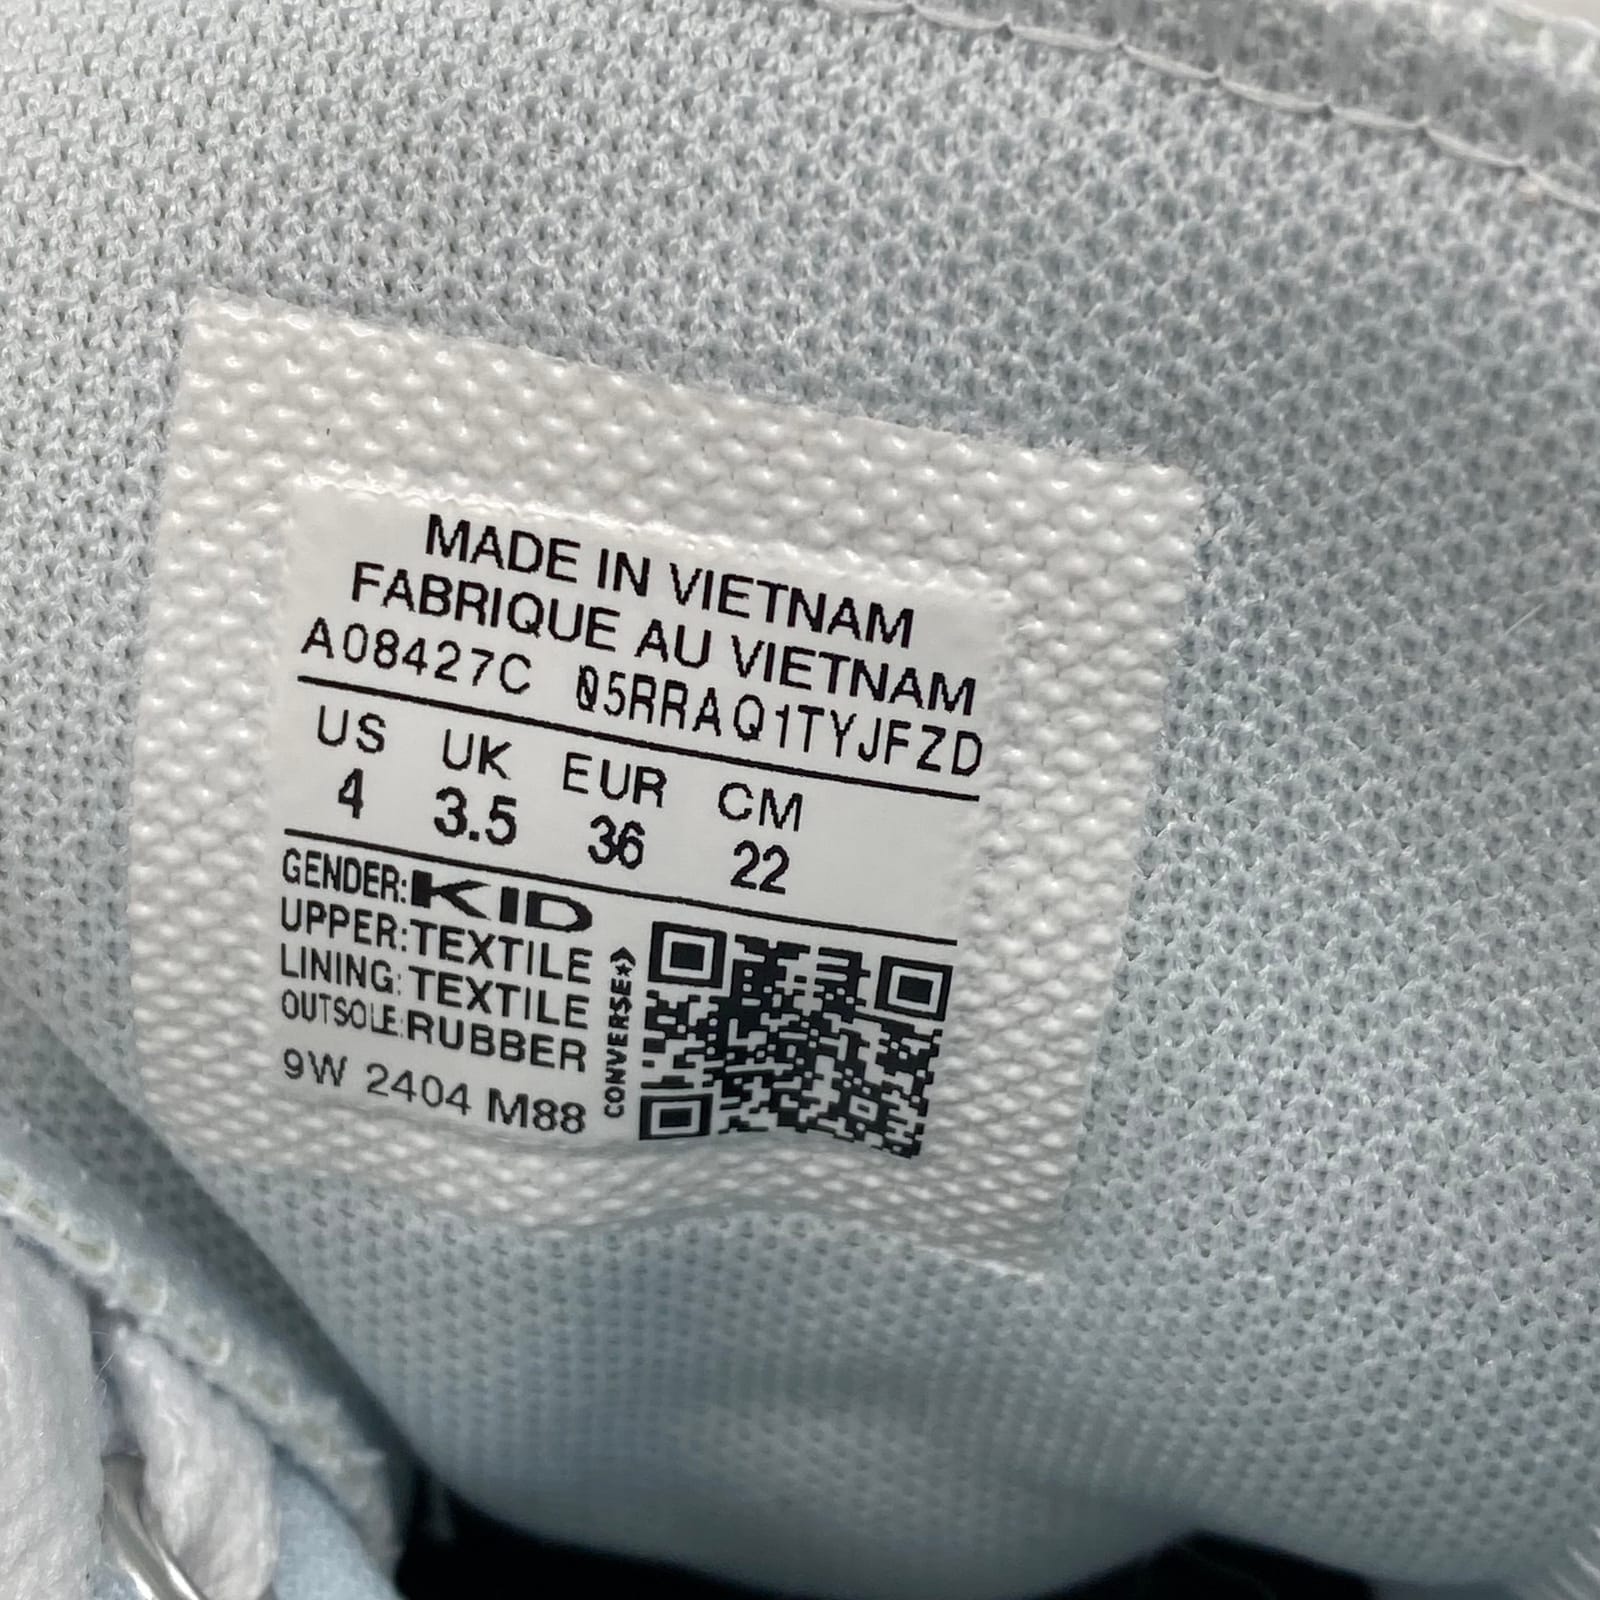 MADE IN VIETNAM
FABRIQUE AU VIETNAM
A08427C 05RRAQ1TYJFZD
US UK EUR CM
4 3.5 36 22
GENDER: KID
UPPER: TEXTILE
LINING: TEXTILE
OUTSOLE: RUBBER
9W 2404 M88
CONVERSE